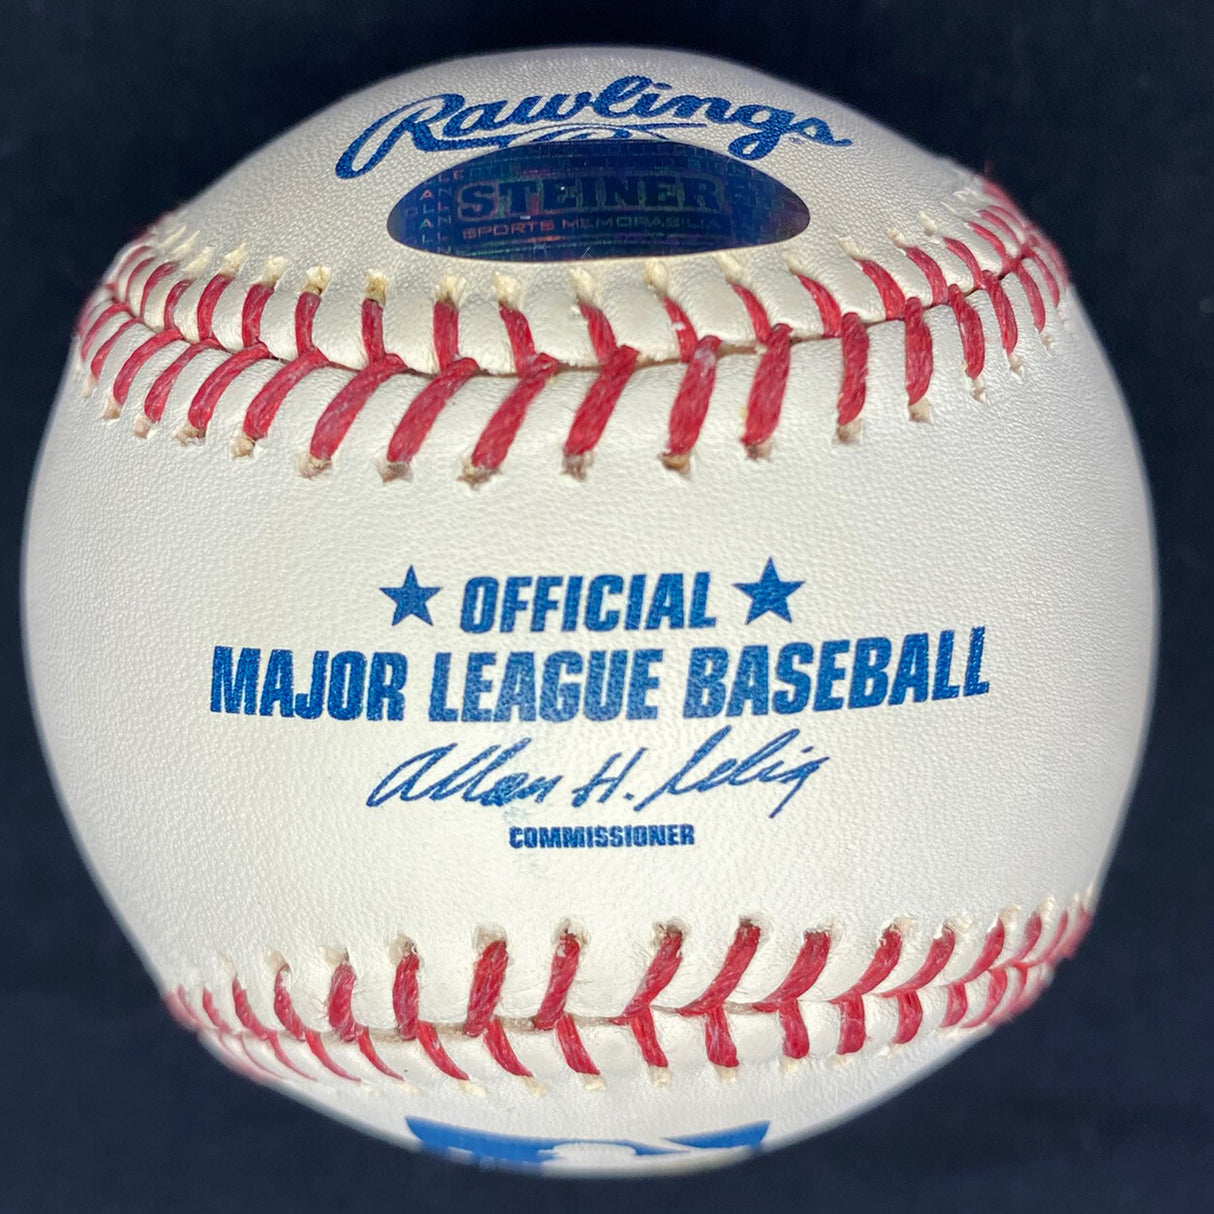 Rawlings
STEINER
SPORTS MEMORABILIA
★ OFFICIAL ★
MAJOR LEAGUE BASEBALL
Allan H. Selig
COMMISSIONER